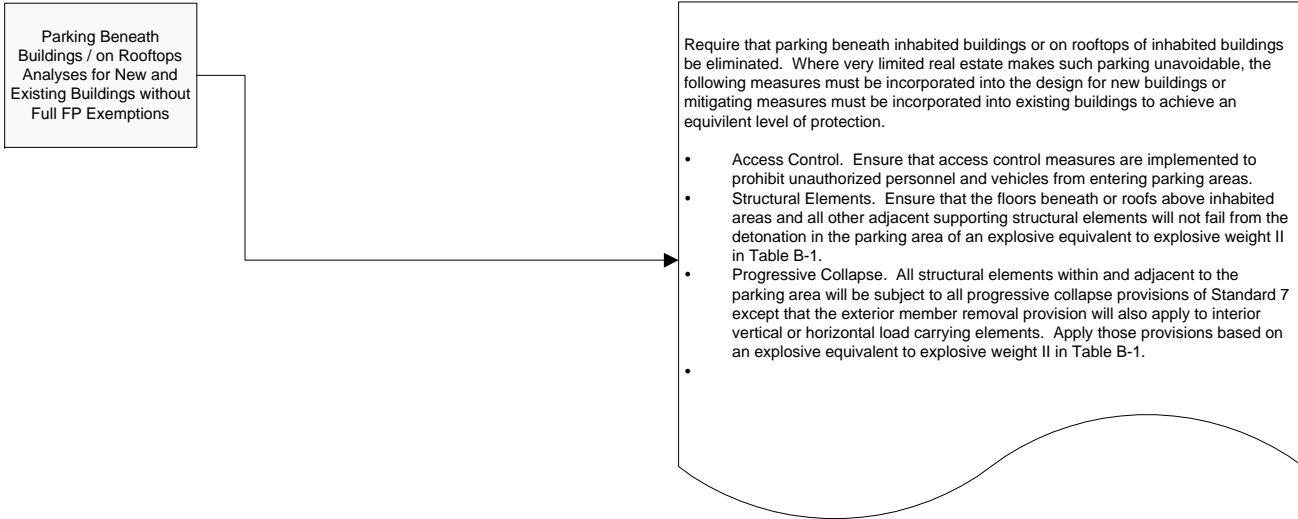 Parking Beneath
Buildings / on Rooftops
Analyses for New and
Existing Buildings without
Full FP Exemptions
Require that parking beneath inhabited buildings or on rooftops of inhabited buildings
be eliminated.  Where very limited real estate makes such parking unavoidable, the
following measures must be incorporated into the design for new buildings or
mitigating measures must be incorporated into existing buildings to achieve an
equivilent level of protection.
• Access Control.  Ensure that access control measures are implemented to
prohibit unauthorized personnel and vehicles from entering parking areas.
• Structural Elements.  Ensure that the floors beneath or roofs above inhabited
areas and all other adjacent supporting structural elements will not fail from the
detonation in the parking area of an explosive equivalent to explosive weight II
in Table B-1.
• Progressive Collapse.  All structural elements within and adjacent to the
parking area will be subject to all progressive collapse provisions of Standard 7
except that the exterior member removal provision will also apply to interior
vertical or horizontal load carrying elements.  Apply those provisions based on
an explosive equivalent to explosive weight II in Table B-1.
•